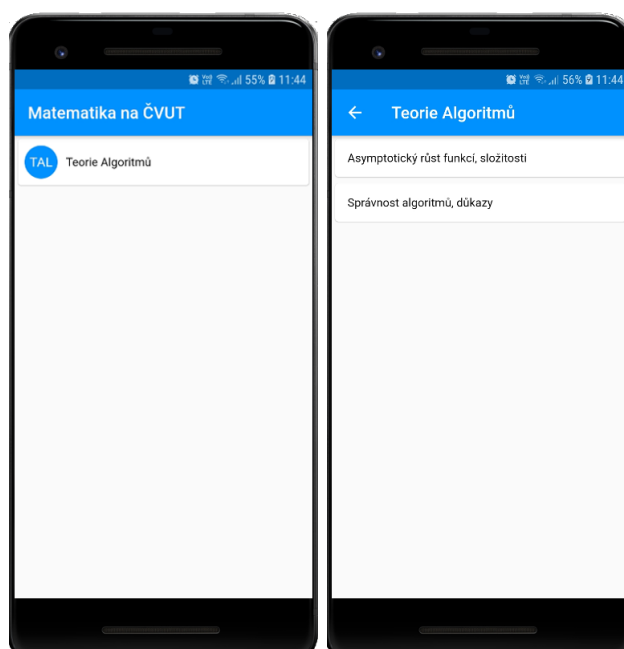 55% 11:44
Matematika na ČVUT
TAL Teorie Algoritmů
56% 11:44
Teorie Algoritmů
Asymptotický růst funkcí, složitosti
Správnost algoritmů, důkazy